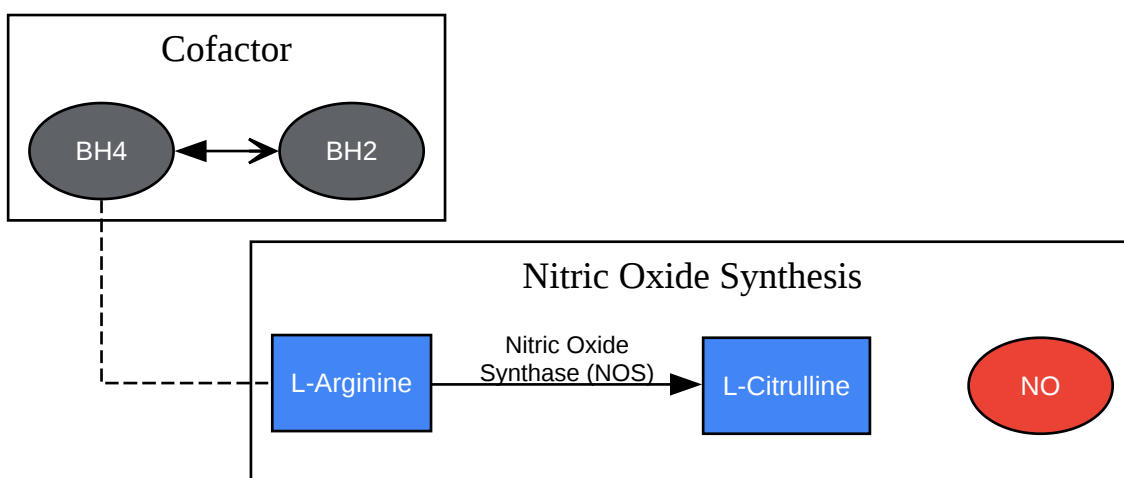 Cofactor
BH4
BH2
Nitric Oxide Synthesis
L-Arginine
Nitric Oxide
Synthase (NOS)
L-Citrulline
NO